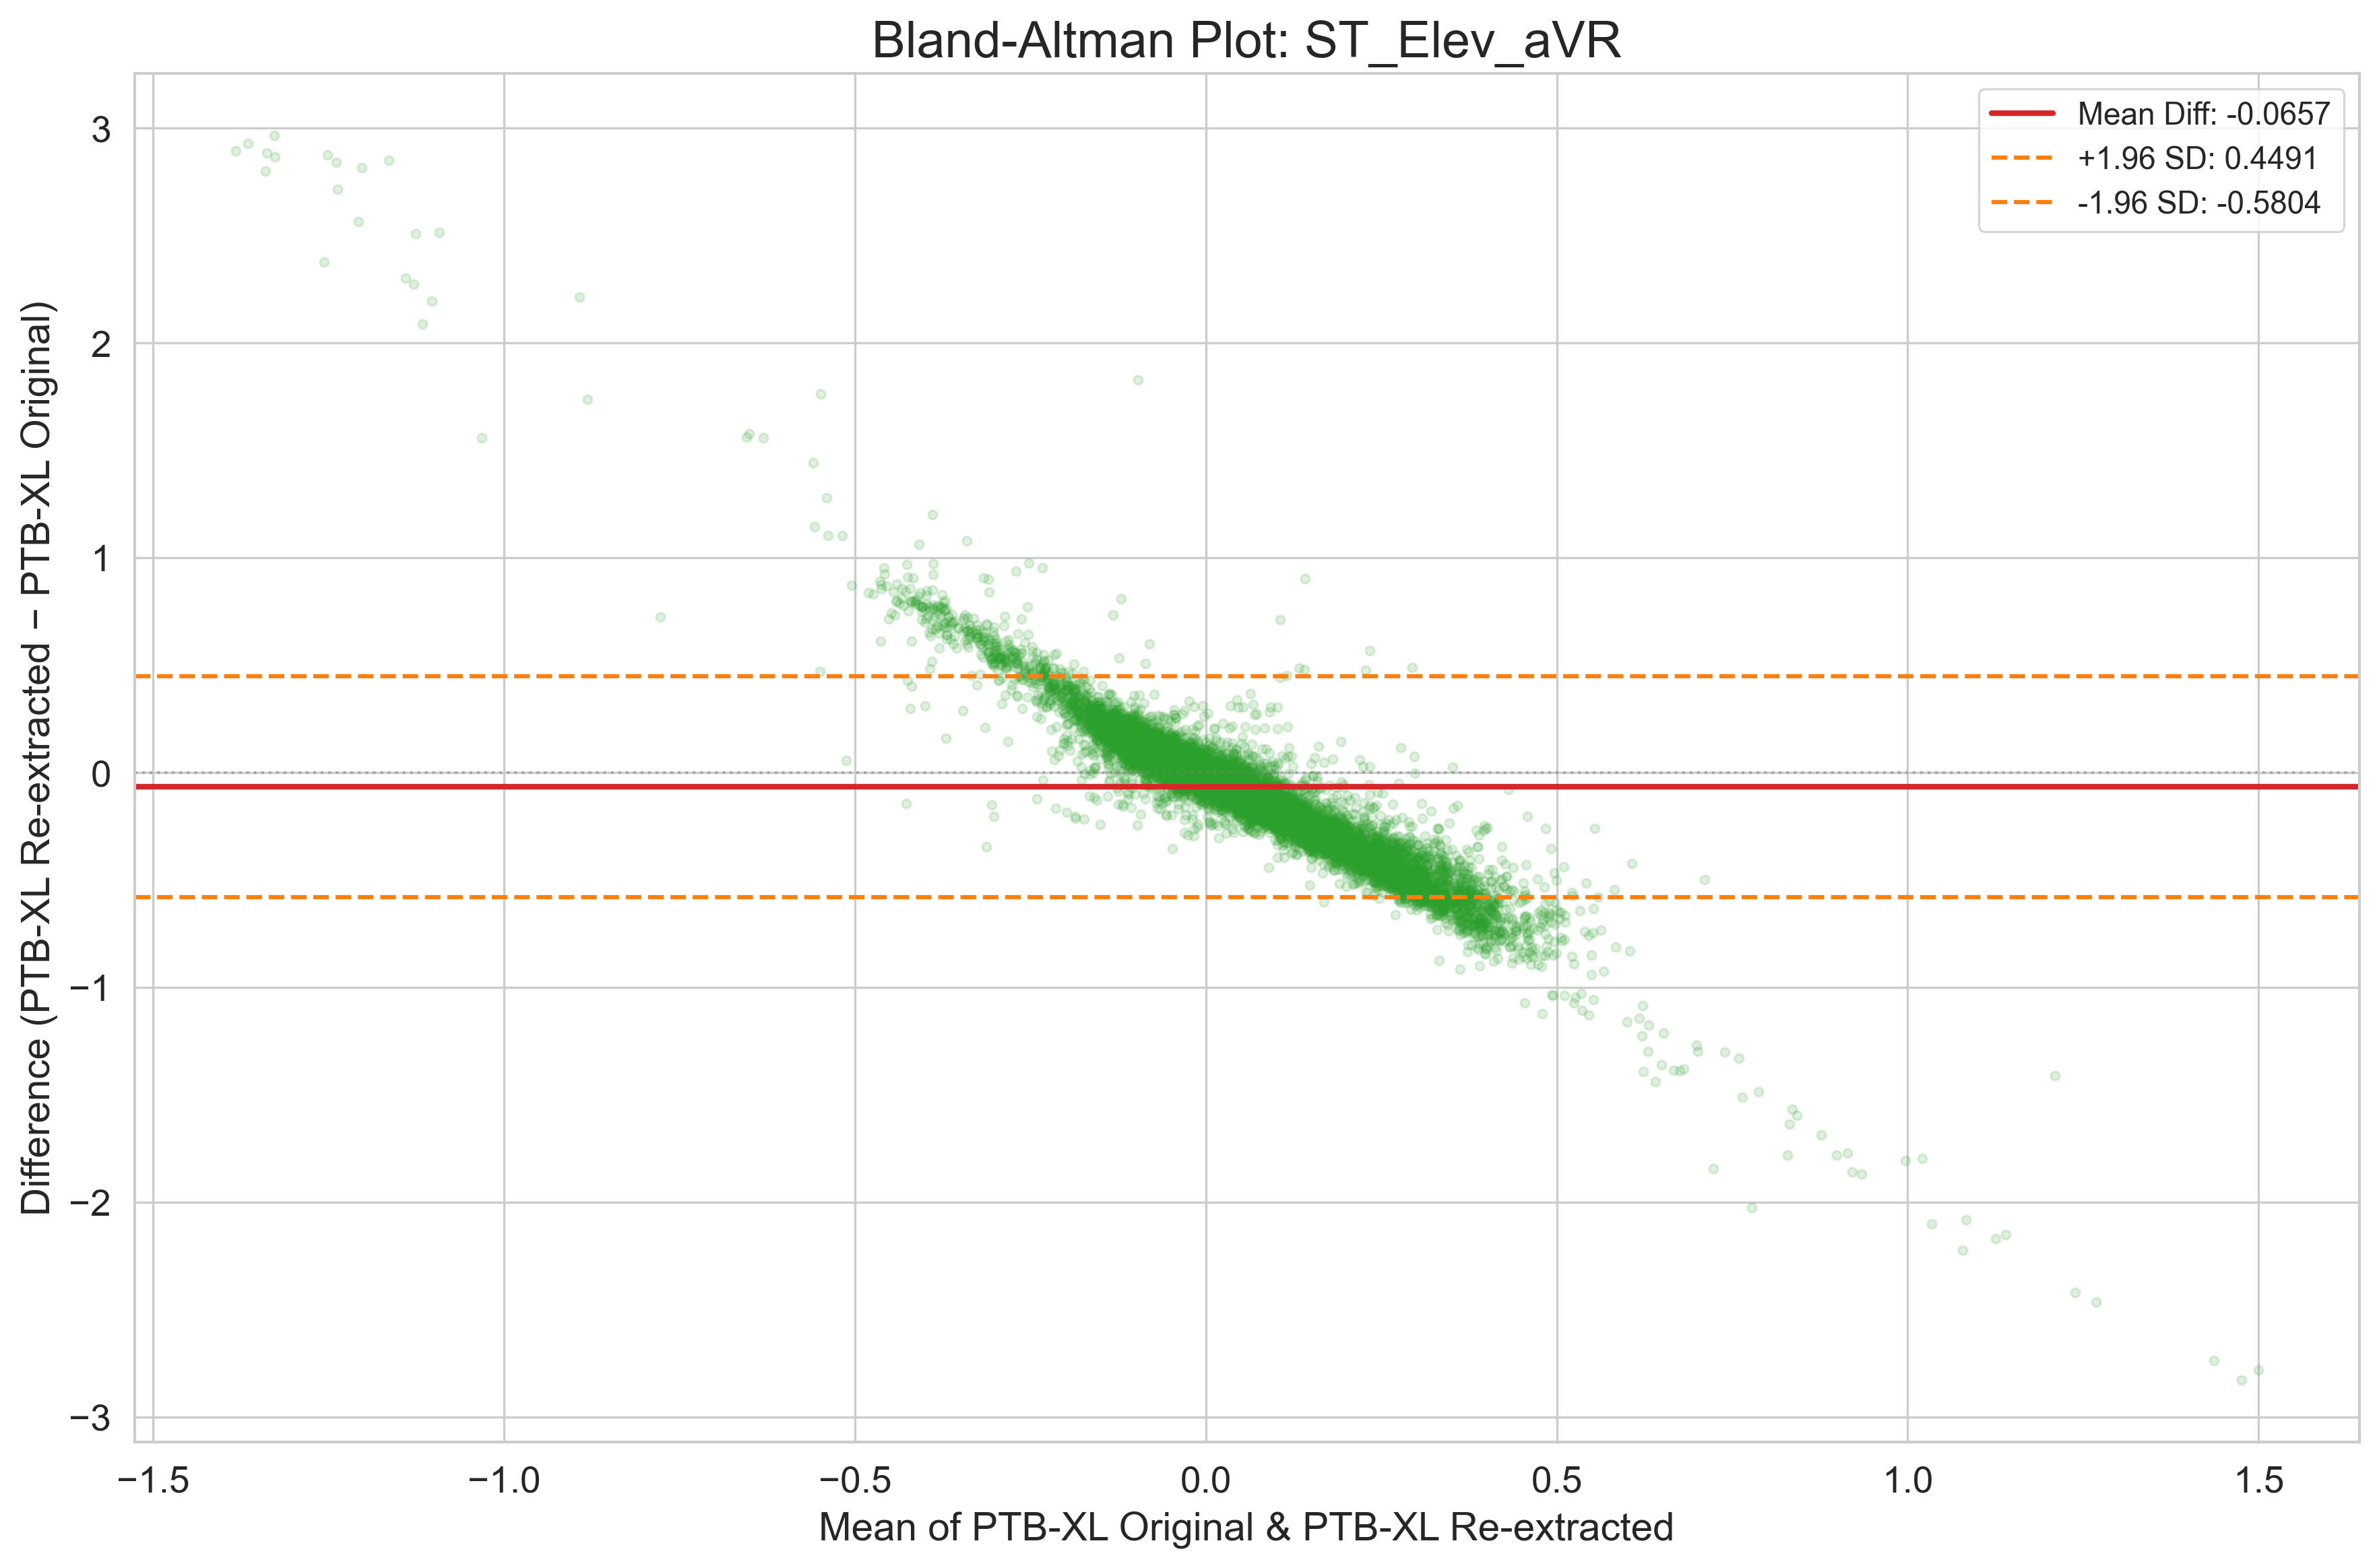 Bland-Altman Plot: ST_Elev_aVR
Mean Diff: -0.0657
+1.96 SD: 0.4491
-1.96 SD: -0.5804
Difference (PTB-XL Re-extracted − PTB-XL Original)
3
2
1
0
−1
−2
−3
−1.5
−1.0
−0.5
0.0
0.5
1.0
1.5
Mean of PTB-XL Original & PTB-XL Re-extracted